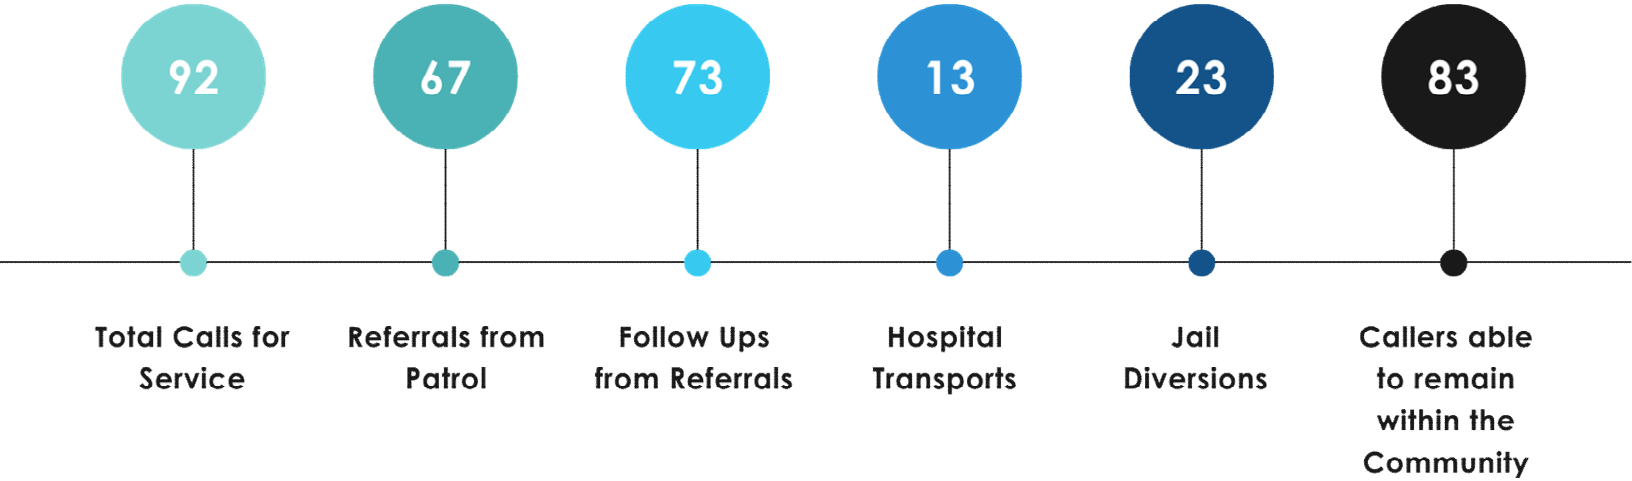 92
67
73
13
23
83
Total Calls for
Service
Referrals from
Patrol
Follow Ups
from Referrals
Hospital
Transports
Jail
Diversions
Callers able
to remain
within the
Community